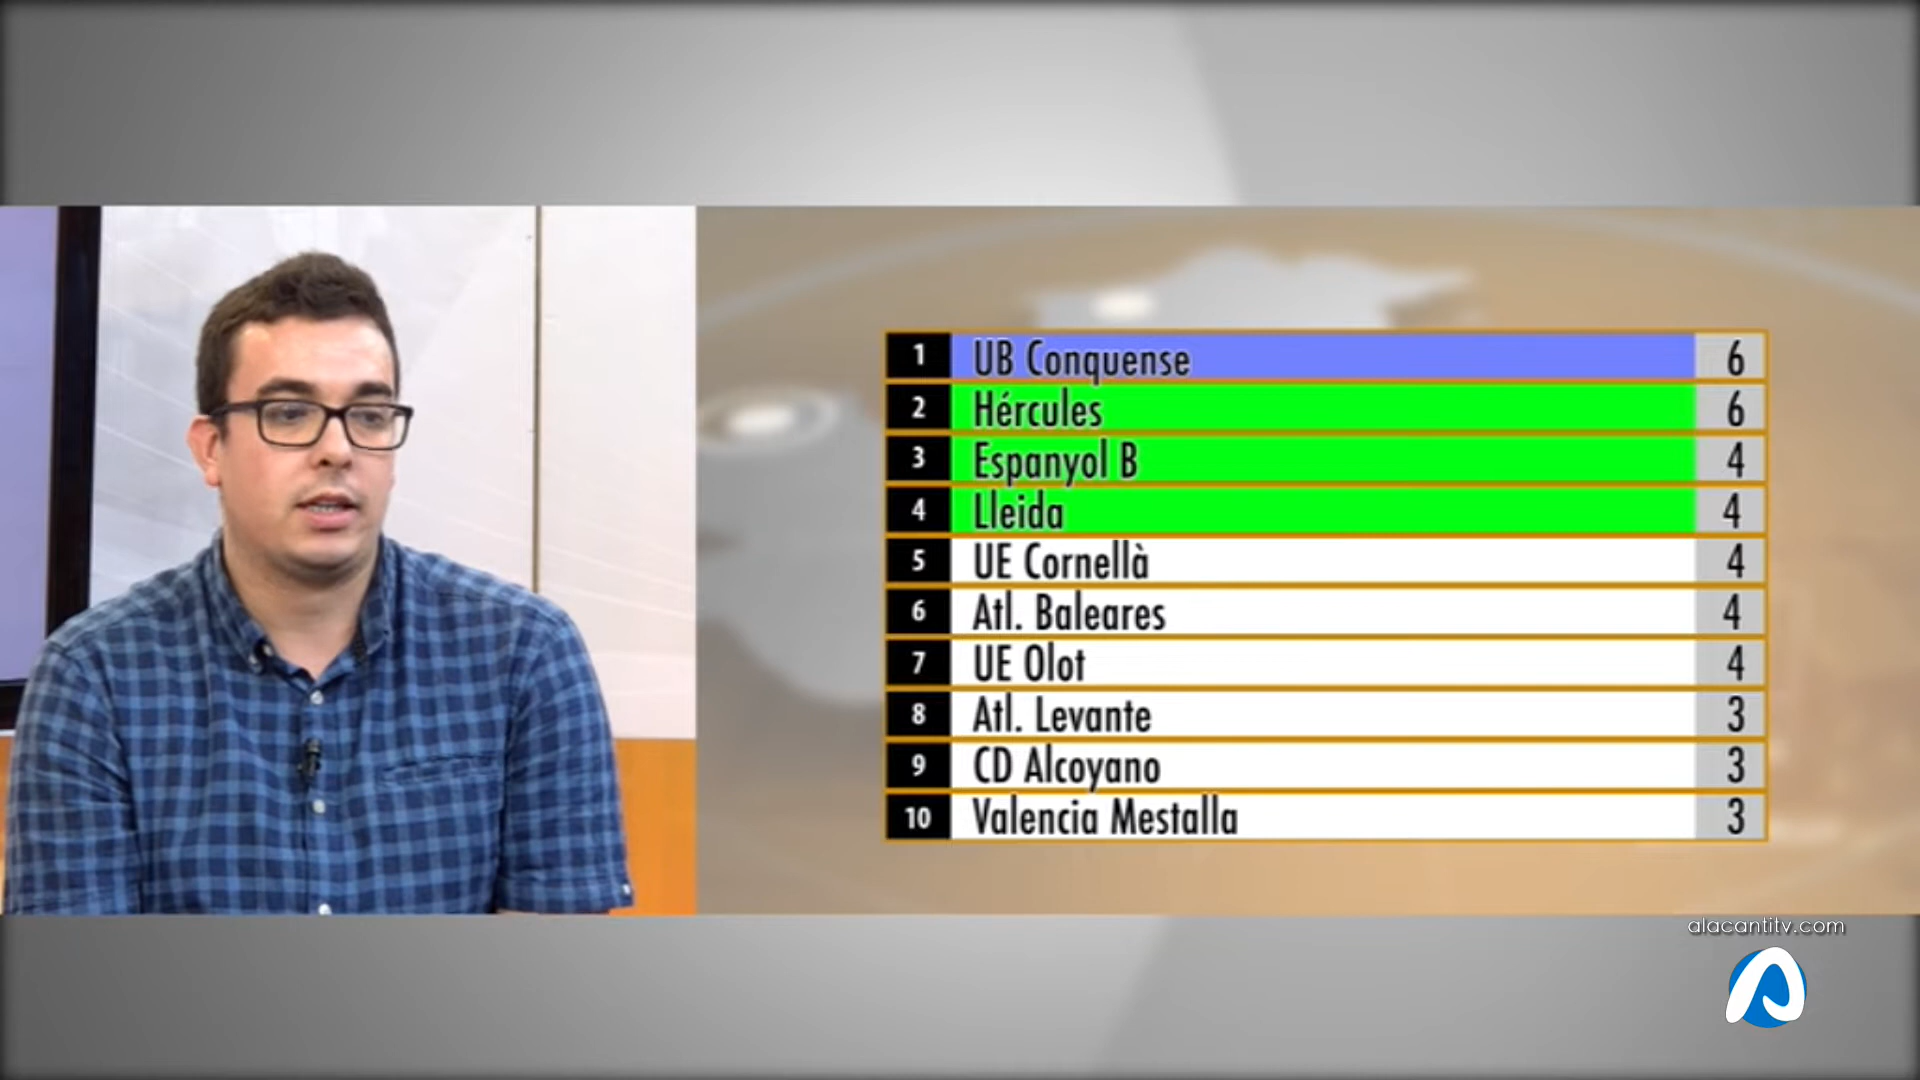 1 UB Conquense 6
2 Hércules 6
3 Espanyol B 4
4 Lleida 4
5 UE Cornellà 4
6 Atl. Baleares 4
7 UE Olot 4
8 Atl. Levante 3
9 CD Alcoyano 3
10 Valencia Mestalla 3
alacantitv.com